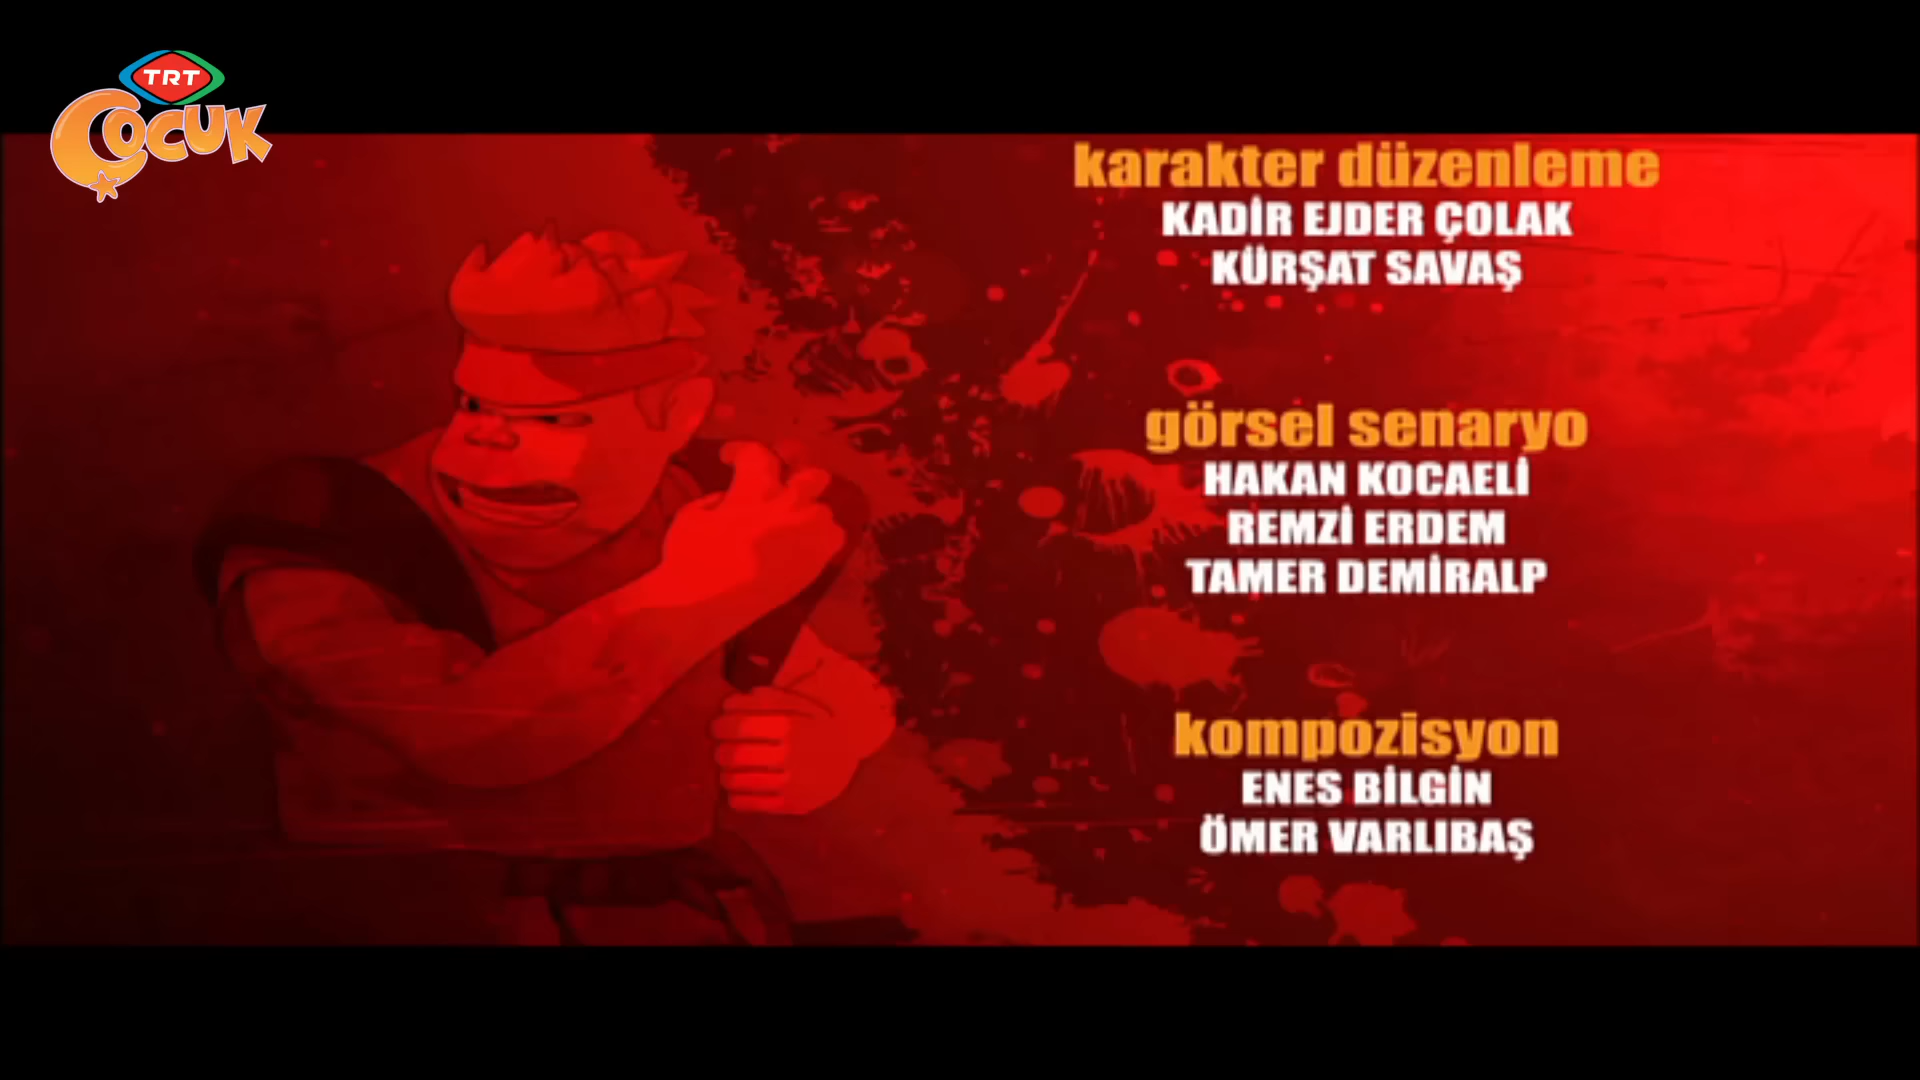 TRT
ÇOCUK
karakter düzenleme
KADİR EJDER ÇOLAK
KÜRŞAT SAVAŞ
görsel senaryo
HAKAN KOCAELİ
REMZİ ERDEM
TAMER DEMİRALP
kompozisyon
ENES BİLGİN
ÖMER VARLIBAŞ